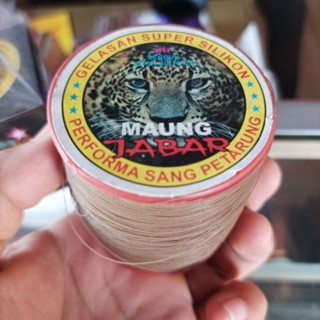 GELASAN SUPER SILIKON
MAUNG
JABAR
PERFORMA SANG PETARUNG